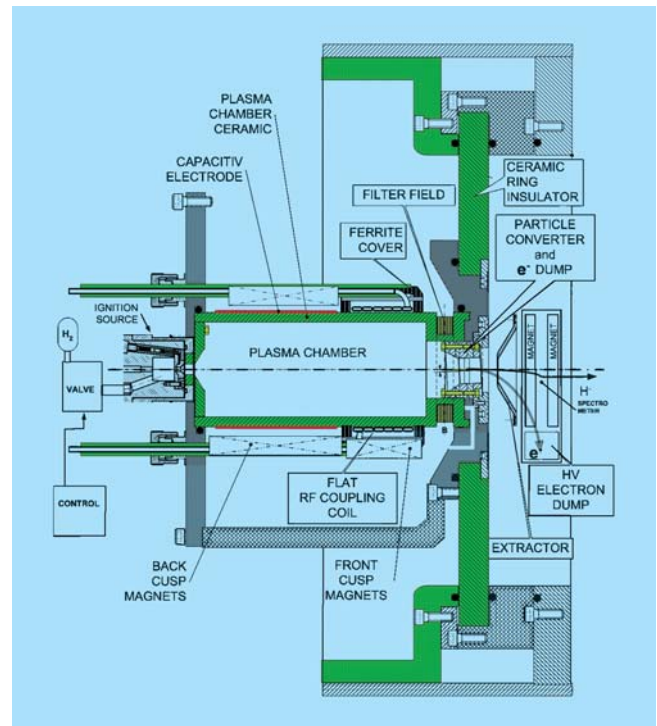 PLASMA
CHAMBER
CERAMIC
CAPACITIV
ELECTRODE
FILTER FIELD
FERRITE
COVER
CERAMIC
RING
INSULATOR
PARTICLE
CONVERTER
and
e⁻ DUMP
IGNITION
SOURCE
H₂
VALVE
CONTROL
PLASMA CHAMBER
MAGNET
MAGNET
H⁻
SPECTRO
METER
B
e⁻
FLAT
RF COUPLING
COIL
HV
ELECTRON
DUMP
EXTRACTOR
BACK
CUSP
MAGNETS
FRONT
CUSP
MAGNETS